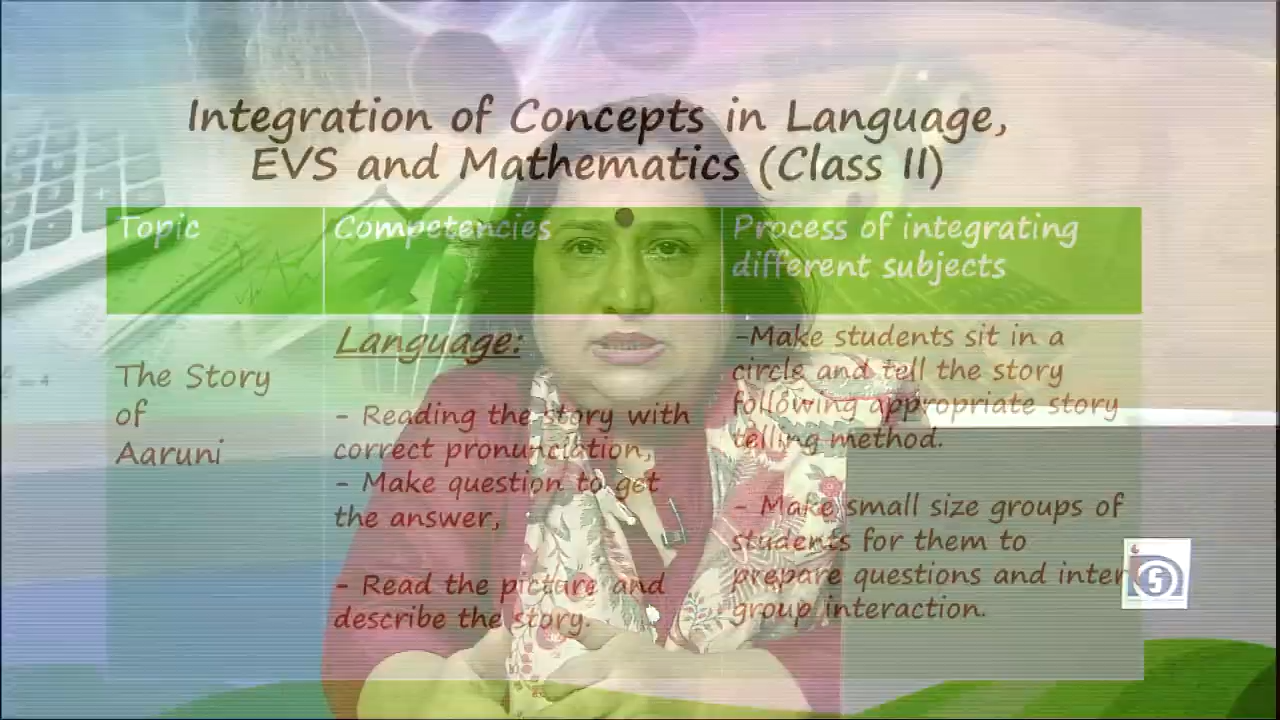 Integration of Concepts in Language,
EVS and Mathematics (Class II)
Topic
Competencies
Process of integrating
different subjects
The Story
of
Aaruni
Language:
- Reading the story with
correct pronunciation,
- Make question to get
the answer,
- Read the picture and
describe the story.
-Make students sit in a
circle and tell the story
following appropriate story
telling method.
- Make small size groups of
students for them to
prepare questions and inter
group interaction.